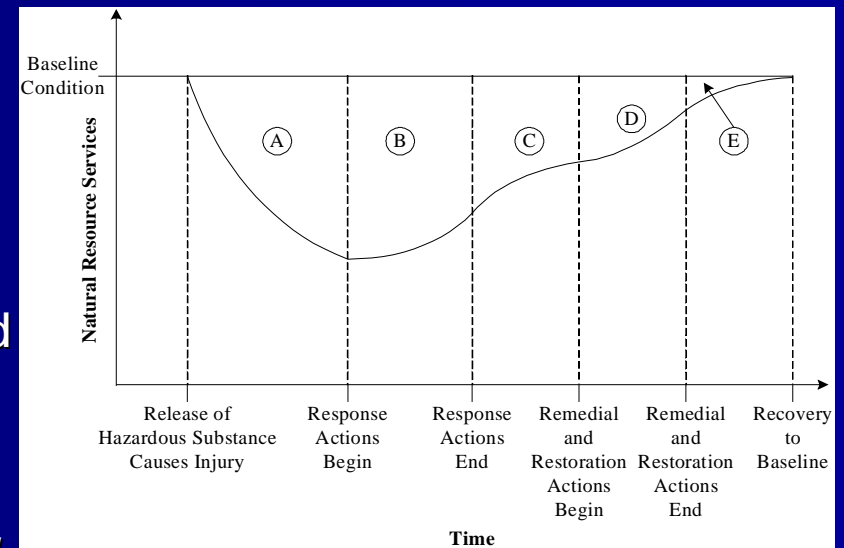 Baseline
Condition
Natural Resource Services
A
B
C
D
E
d
Release of
Hazardous Substance
Causes Injury
Response
Actions
Begin
Response
Actions
End
Remedial
and
Restoration
Actions
Begin
Remedial
and
Restoration
Actions
End
Recovery
to
Baseline
Time